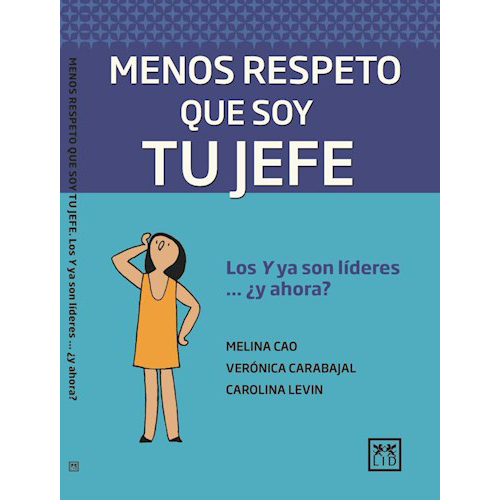 MENOS RESPETO QUE SOY TU JEFE. Los Y ya son líderes ... ¿y ahora?
MENOS RESPETO
QUE SOY
TU JEFE
Los Y ya son líderes
... ¿y ahora?
MELINA CAO
VERÓNICA CARABAJAL
CAROLINA LEVIN
LID